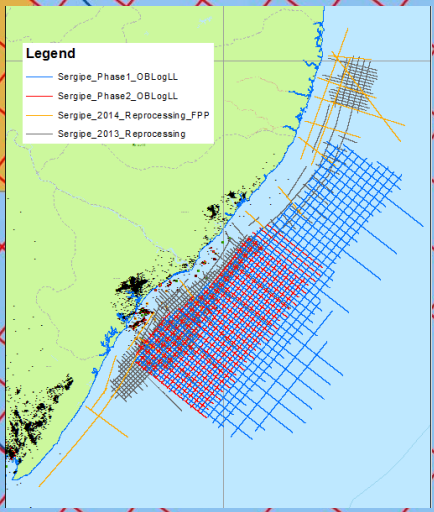 Legend
Sergipe_Phase1_OBLogLL
Sergipe_Phase2_OBLogLL
Sergipe_2014_Reprocessing_FPP
Sergipe_2013_Reprocessing